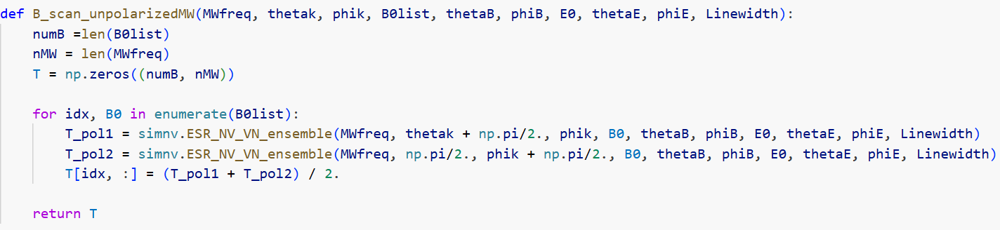 def B_scan_unpolarizedMW(MWfreq, thetak, phik, B0list, thetaB, phiB, E0, thetaE, phiE, Linewidth):
    numB =len(B0list)
    nMW = len(MWfreq)
    T = np.zeros((numB, nMW))
    for idx, B0 in enumerate(B0list):
        T_pol1 = simnv.ESR_NV_VN_ensemble(MWfreq, thetak + np.pi/2., phik, B0, thetaB, phiB, E0, thetaE, phiE, Linewidth)
        T_pol2 = simnv.ESR_NV_VN_ensemble(MWfreq, np.pi/2., phik + np.pi/2., B0, thetaB, phiB, E0, thetaE, phiE, Linewidth)
        T[idx, :] = (T_pol1 + T_pol2) / 2.
    return T